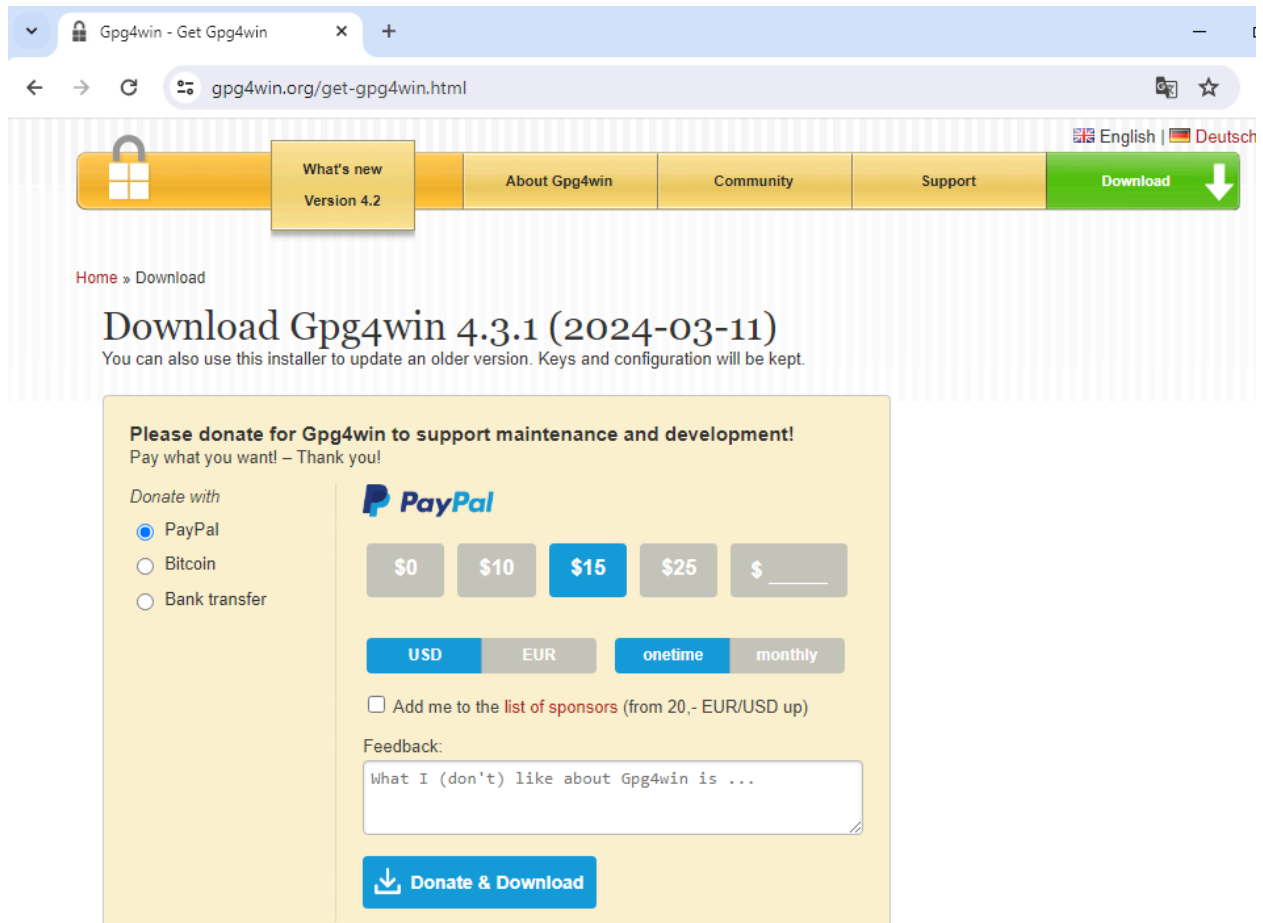 Gpg4win - Get Gpg4win
gpg4win.org/get-gpg4win.html
English | Deutsch
What's new
Version 4.2
About Gpg4win
Community
Support
Download
Home » Download
Download Gpg4win 4.3.1 (2024-03-11)
You can also use this installer to update an older version. Keys and configuration will be kept.
Please donate for Gpg4win to support maintenance and development!
Pay what you want! – Thank you!
Donate with
PayPal
Bitcoin
Bank transfer
PayPal
$0 $10 $15 $25 $ ______
USD EUR onetime monthly
Add me to the list of sponsors (from 20,- EUR/USD up)
Feedback:
What I (don't) like about Gpg4win is ...
Donate & Download